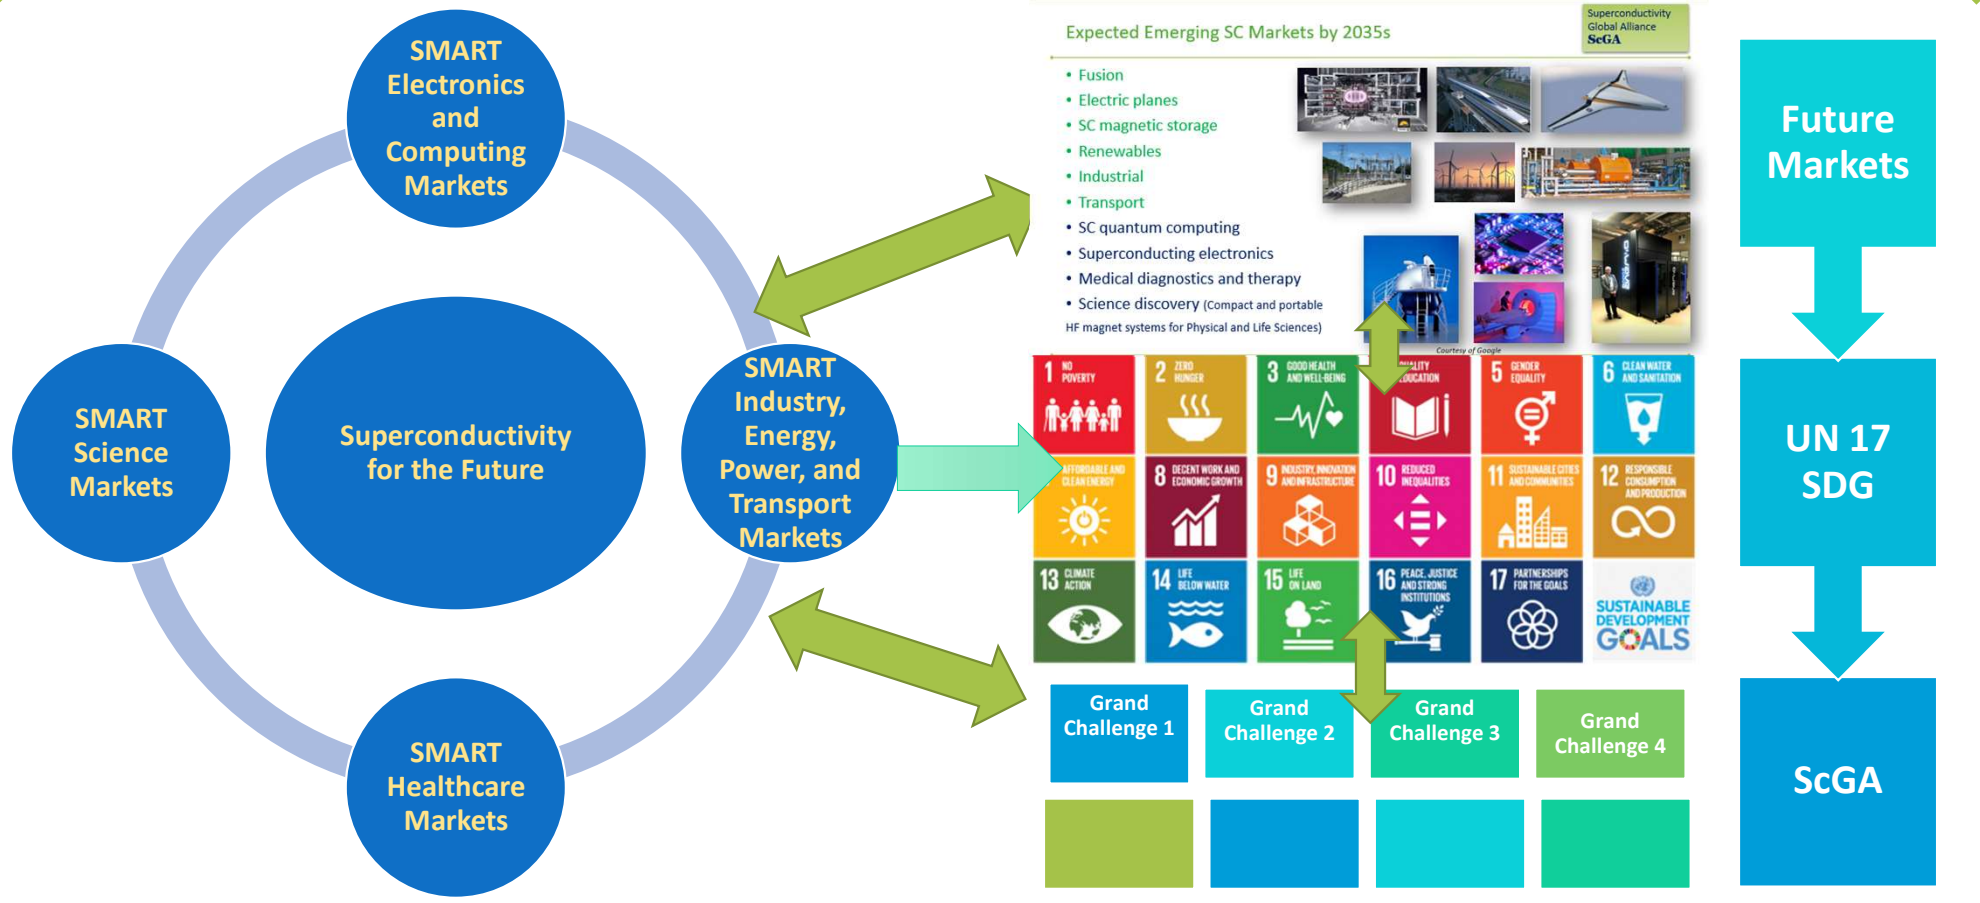 SMART
Electronics
and
Computing
Markets
SMART
Science
Markets
Superconductivity
for the Future
SMART
Industry,
Energy,
Power, and
Transport
Markets
SMART
Healthcare
Markets
Expected Emerging SC Markets by 2035s
Superconductivity
Global Alliance
ScGA
• Fusion
• Electric planes
• SC magnetic storage
• Renewables
• Industrial
• Transport
• SC quantum computing
• Superconducting electronics
• Medical diagnostics and therapy
• Science discovery (Compact and portable
HF magnet systems for Physical and Life Sciences)
Courtesy of Google
1 NO
POVERTY
2 ZERO
HUNGER
3 GOOD HEALTH
AND WELL-BEING
5 GENDER
EQUALITY
6 CLEAN WATER
AND SANITATION
AFFORDABLE AND
CLEAN ENERGY
8 DECENT WORK AND
ECONOMIC GROWTH
9 INDUSTRY, INNOVATION
AND INFRASTRUCTURE
10 REDUCED
INEQUALITIES
11 SUSTAINABLE CITIES
AND COMMUNITIES
12 RESPONSIBLE
CONSUMPTION
AND PRODUCTION
13 CLIMATE
ACTION
14 LIFE
BELOW WATER
15 LIFE
ON LAND
16 PEACE, JUSTICE
AND STRONG
INSTITUTIONS
17 PARTNERSHIPS
FOR THE GOALS
SUSTAINABLE
DEVELOPMENT
GOALS
Grand
Challenge 1
Grand
Challenge 2
Grand
Challenge 3
Grand
Challenge 4
Future
Markets
UN 17
SDG
ScGA